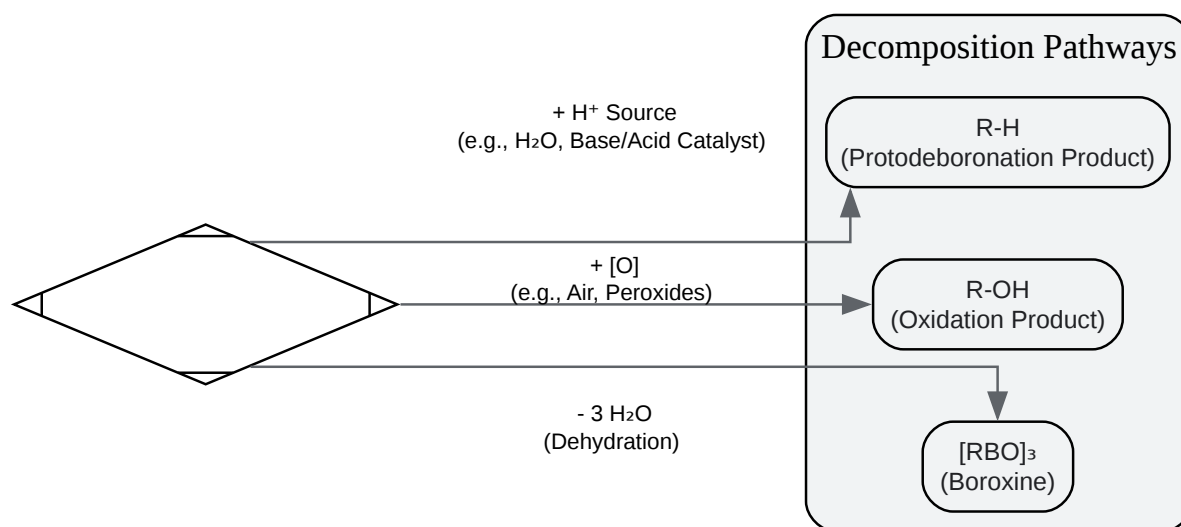 Decomposition Pathways
+ H⁺ Source
(e.g., H₂O, Base/Acid Catalyst)
R-H
(Protodeboronation Product)
+ [O]
(e.g., Air, Peroxides)
R-OH
(Oxidation Product)
- 3 H₂O
(Dehydration)
[RBO]₃
(Boroxine)